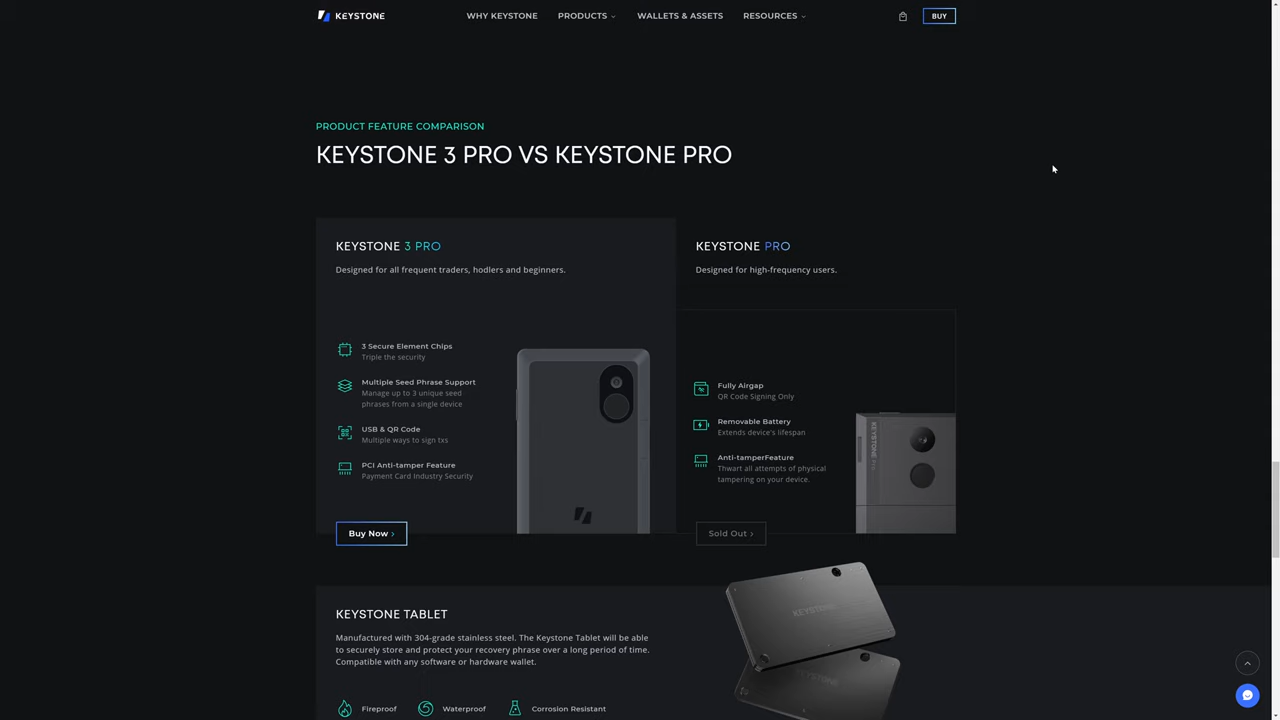 KEYSTONE
WHY KEYSTONE
PRODUCTS
WALLETS & ASSETS
RESOURCES
BUY
PRODUCT FEATURE COMPARISON
KEYSTONE 3 PRO VS KEYSTONE PRO
KEYSTONE 3 PRO
Designed for all frequent traders, hodlers and beginners.
3 Secure Element Chips
Triple the security
Multiple Seed Phrase Support
Manage up to 3 unique seed
phrases from a single device
USB & QR Code
Multiple ways to sign txs
PCI Anti-tamper Feature
Payment Card Industry Security
Buy Now
KEYSTONE PRO
Designed for high-frequency users.
Fully Airgap
QR Code Signing Only
Removable Battery
Extends device's lifespan
Anti-tamperFeature
Thwart all attempts of physical
tampering on your device.
KEYSTONE
Sold Out
KEYSTONE TABLET
Manufactured with 304-grade stainless steel. The Keystone Tablet will be able
to securely store and protect your recovery phrase over a long period of time.
Compatible with any software or hardware wallet.
Fireproof
Waterproof
Corrosion Resistant
KEYSTONE